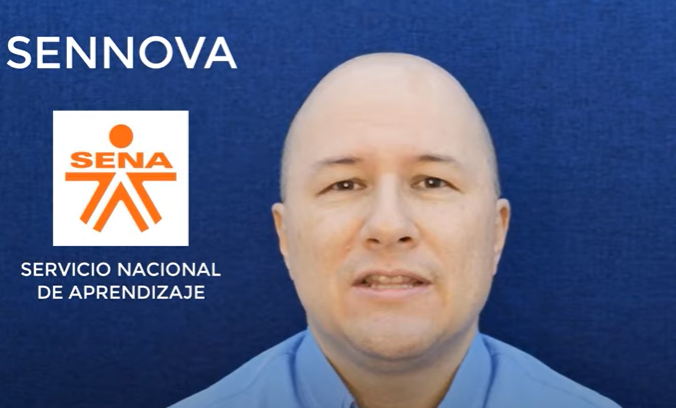 SENNOVA
SENA
SERVICIO NACIONAL
DE APRENDIZAJE